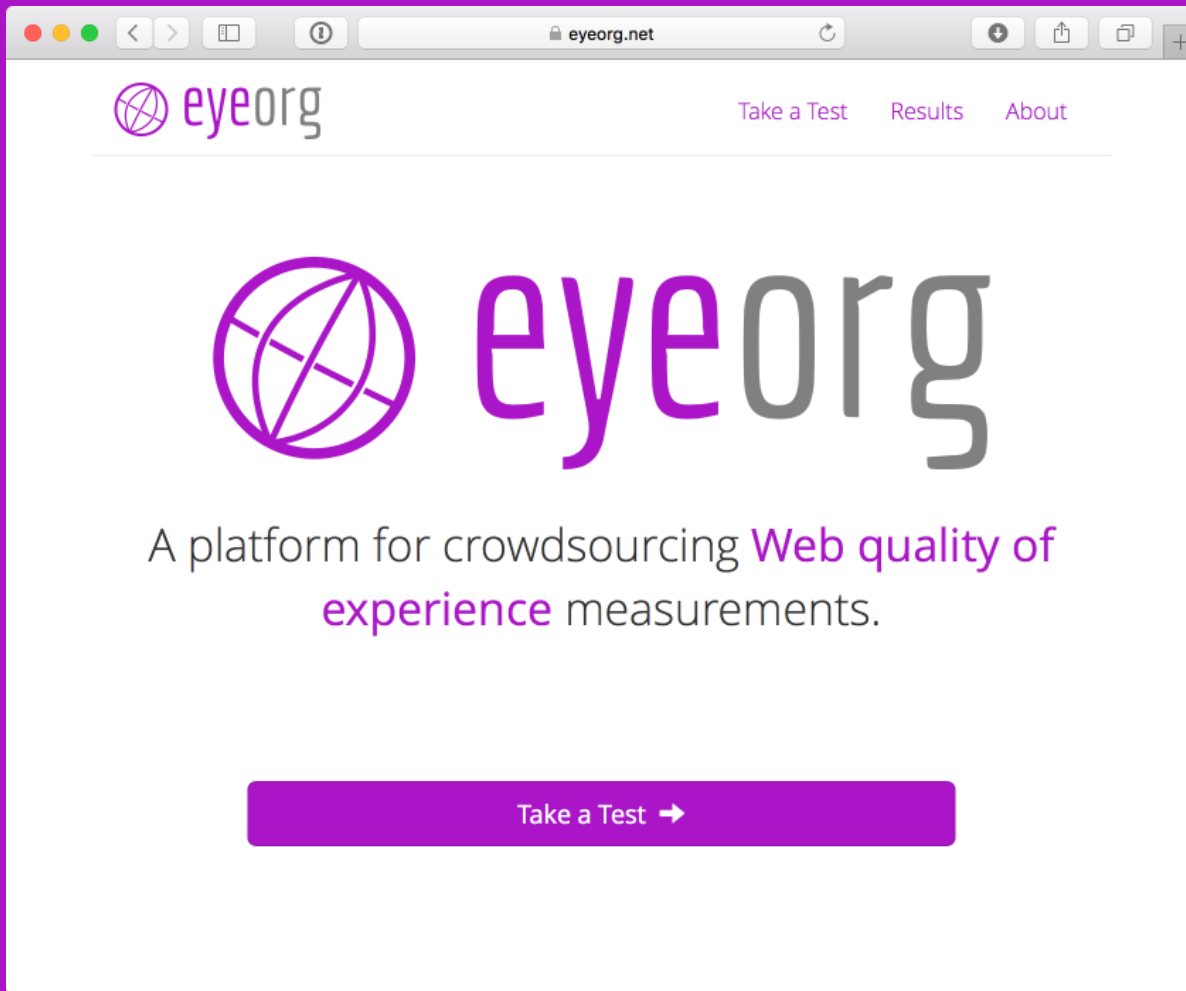 eyeorg.net
eyeorg
Take a Test Results About
eyeorg
A platform for crowdsourcing Web quality of
experience measurements.
Take a Test